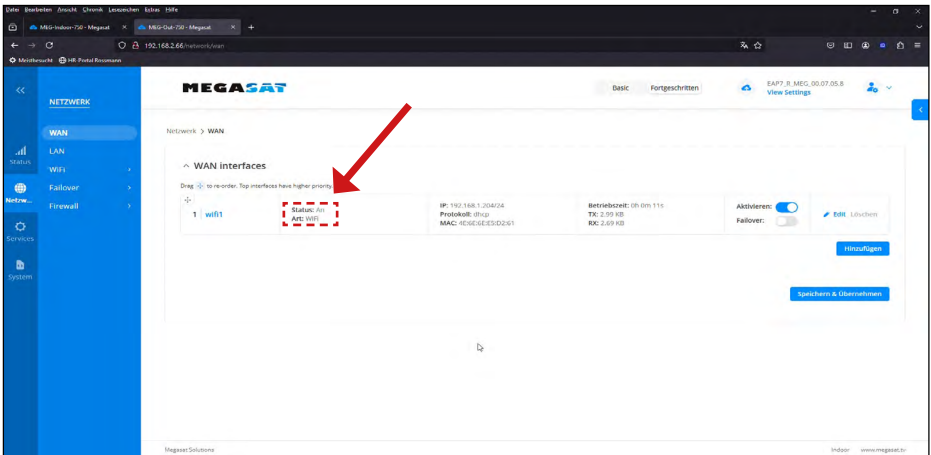 Datei Bearbeiten Ansicht Chronik Lesezeichen Extras Hilfe
MEG-Indoor-750 - Megasat
MEG-Out-750 - Megasat
192.168.2.66/network/wan
Meistbesucht HR-Portal Rossmann
MEGASAT
Basic Fortgeschritten
EAP7_R_MEG_00.07.05.8
View Settings
NETZWERK
WAN
LAN
WiFi
Failover
Firewall
Status
Netzw...
Services
System
Netzwerk > WAN
WAN interfaces
Drag to re-order. Top interfaces have higher priority.
1 wifi1
Status: An
Art: WiFi
IP: 192.168.1.204/24
Protokoll: dhcp
MAC: 4E:6E:6E:E5:D2:61
Betriebszeit: 0h 0m 11s
TX: 2.99 KB
RX: 2.69 KB
Aktivieren:
Failover:
Edit Löschen
Hinzufügen
Speichern & Übernehmen
Megasat Solutions
Indoor www.megasat.tv